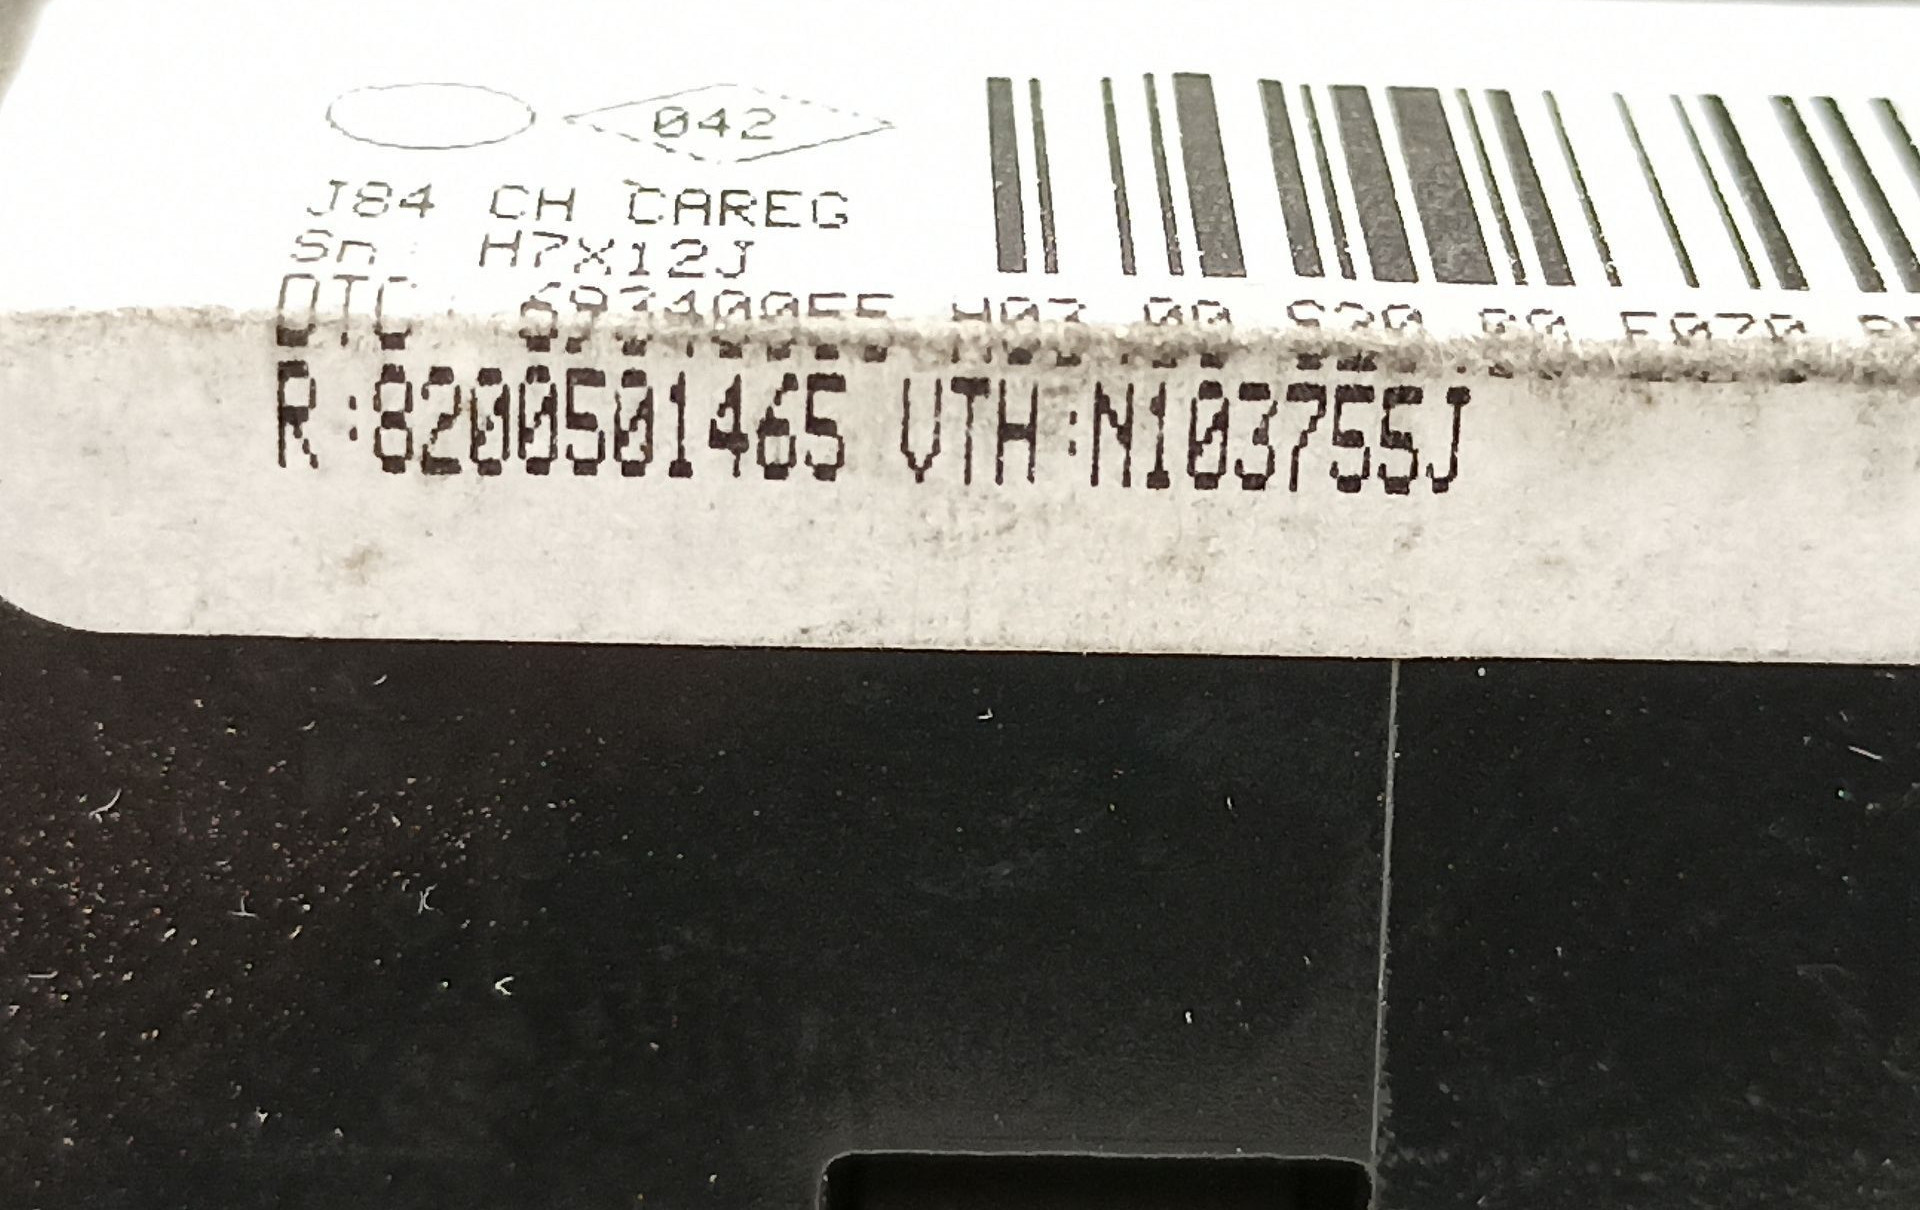 042
J84 CH CAREG
Sn : H7X12J
R:8200501465 VTH:N103755J